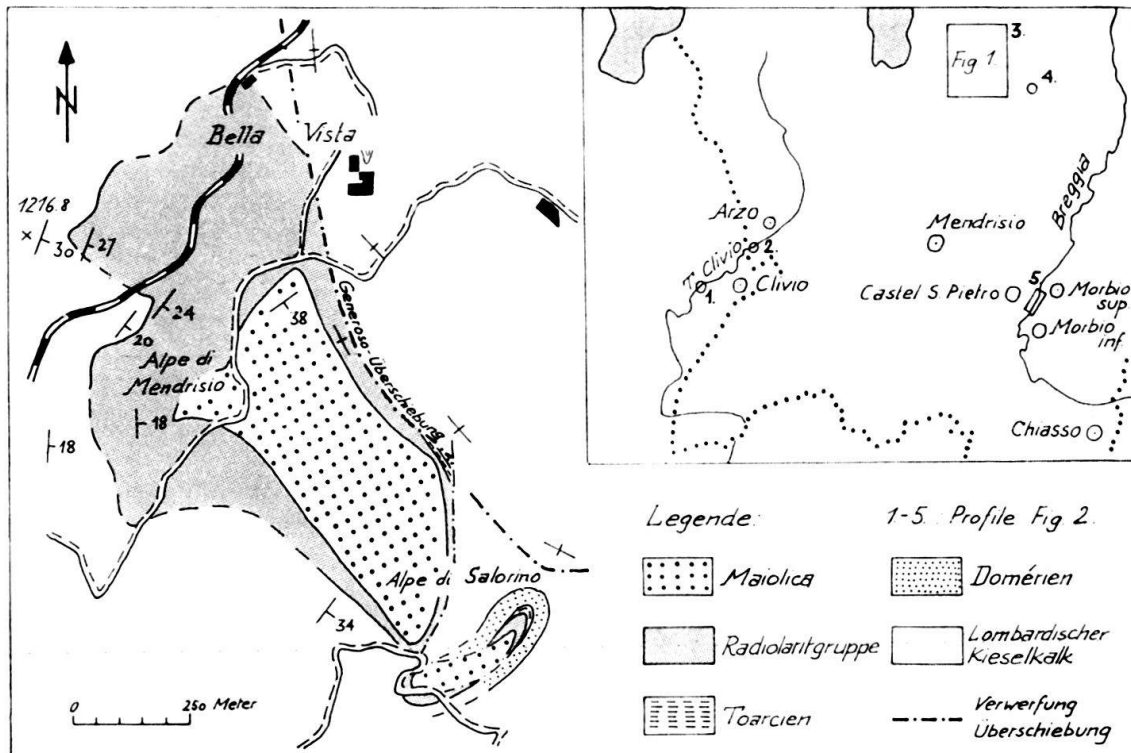 N
Bella Vista
1216.8
30
27
24
20
38
Alpe di
Mendrisio
18
18
Generoso-Überschiebung
Alpe di Salorino
34
0 250 Meter
3.
Fig 1.
4.
Breggia
Arzo
Mendrisio
T. Clivio
2.
1.
Clivio
Castel S. Pietro
5
Morbio
sup.
Morbio
inf.
Chiasso
Legende:
1-5. Profile Fig 2.
Maiolica
Domérien
Radiolaritgruppe
Lombardischer
Kieselkalk
Toarcien
Verwerfung
Überschiebung